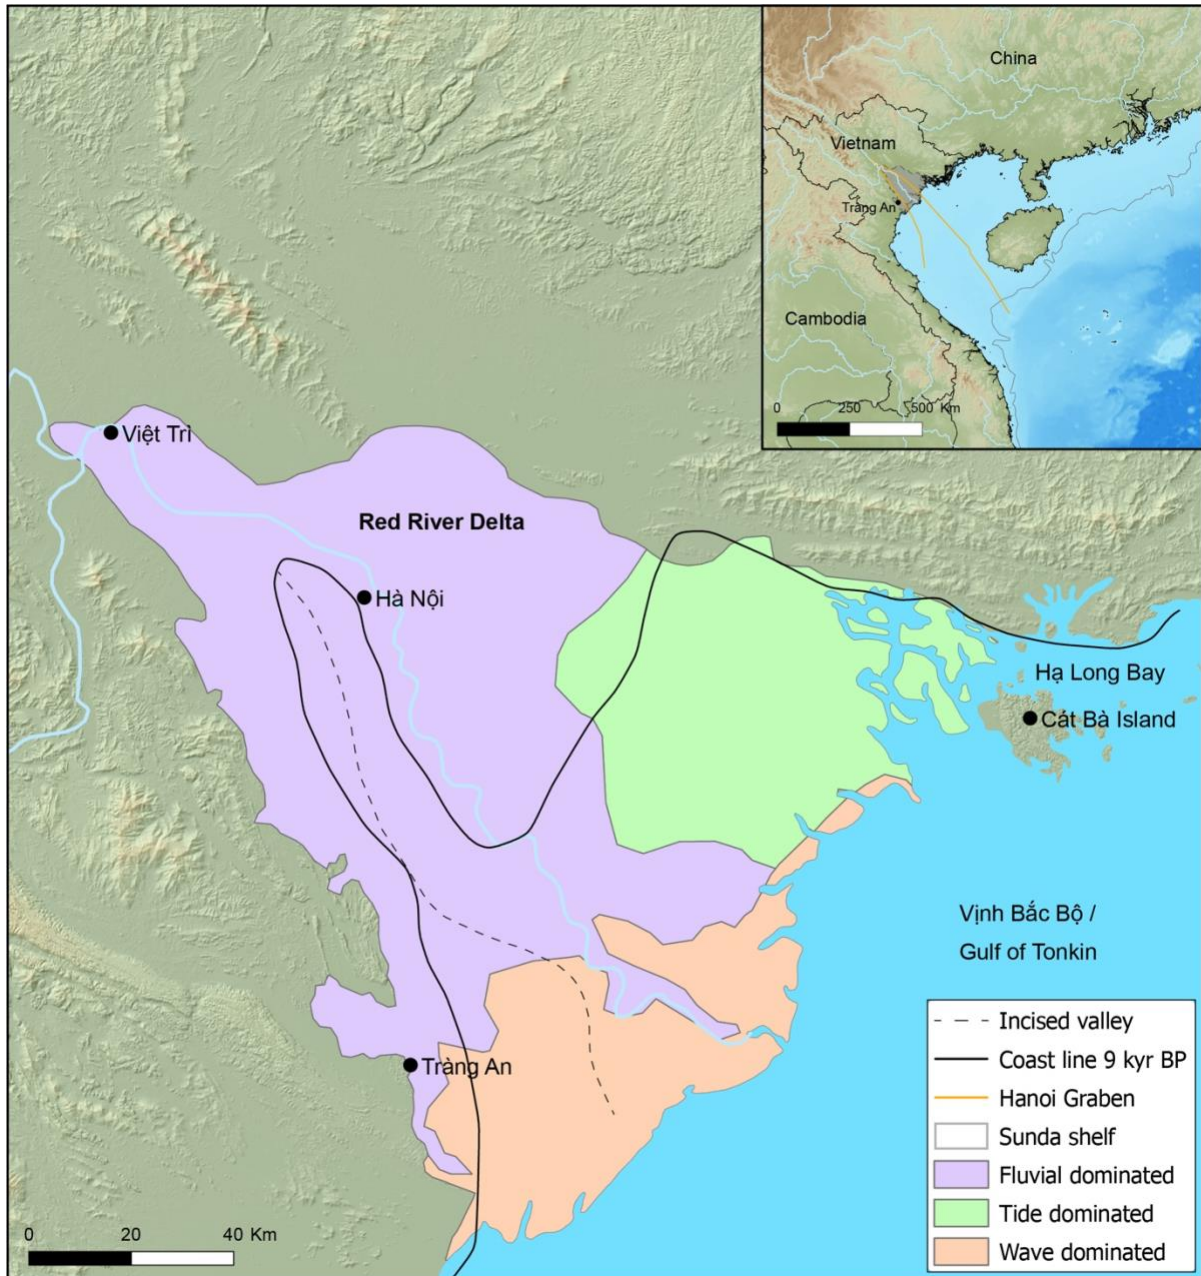 China
Vietnam
Tràng An
Cambodia
0 250 500 Km
Việt Trì
Red River Delta
Hà Nội
Hạ Long Bay
Cát Bà Island
Vịnh Bắc Bộ /
Gulf of Tonkin
Tràng An
Incised valley
Coast line 9 kyr BP
Hanoi Graben
Sunda shelf
Fluvial dominated
Tide dominated
Wave dominated
0 20 40 Km